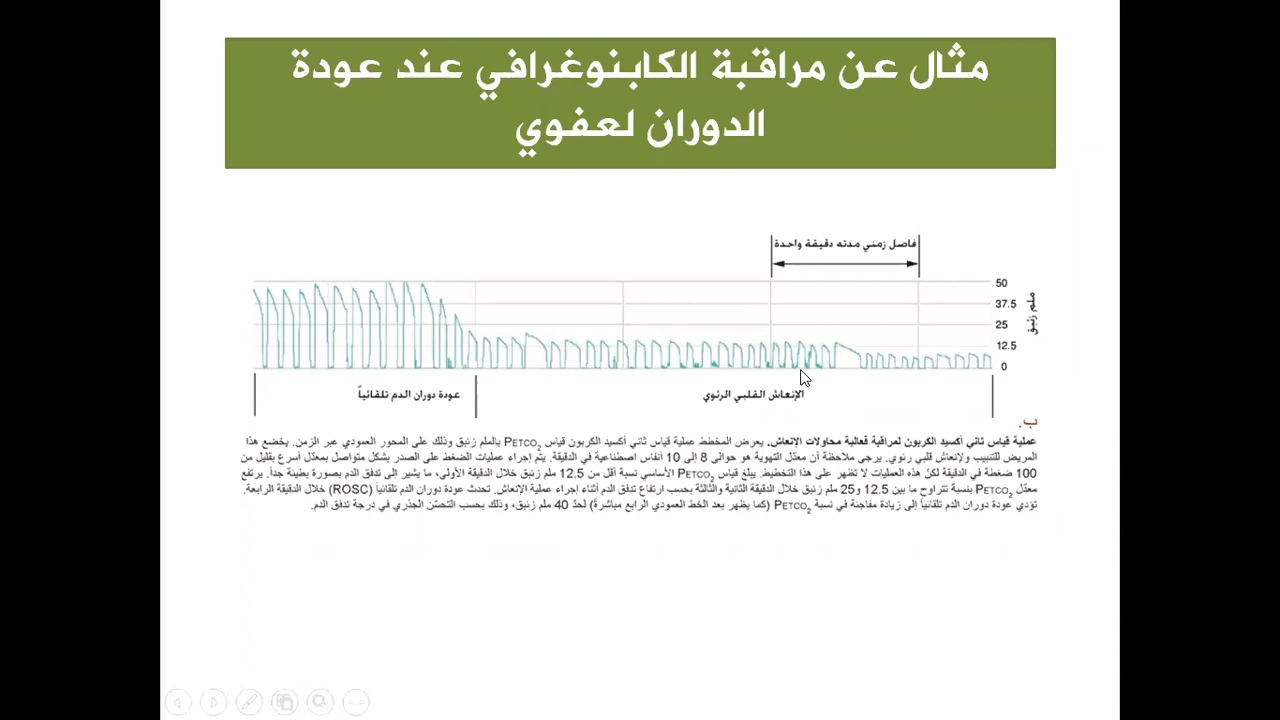 مثال عن مراقبة الكابنوغرافي عند عودة
الدوران لعفوي
فاصل زمني مدته دقيقة واحدة
50
37.5
25
12.5
0
ملم زئبق
الإنعاش القلبي الرئوي
عودة دوران الدم تلقائياً
ب.
عملية قياس ثاني أكسيد الكربون لمراقبة فعالية محاولات الإنعاش. يعرض المخطط عملية قياس ثاني أكسيد الكربون قياس PETCO2 بالملم زئبق وذلك على المحور العمودي عبر الزمن. يخضع هذا
المريض للتنبيب ولإنعاش قلبي رئوي. يرجى ملاحظة أن معدّل التهوية هو حوالى 8 إلى 10 أنفاس اصطناعية في الدقيقة. يتم إجراء عمليات الضغط على الصدر بشكل متواصل بمعدّل أسرع بقليل من
100 ضغطة في الدقيقة لكنّ هذه العمليات لا تظهر على هذا التخطيط. يبلغ قياس PETCO2 الأساسي نسبة أقل من 12.5 ملم زئبق خلال الدقيقة الأولى، ما يشير إلى تدفق الدم بصورة بطيئة جداً. يرتفع
معدّل PETCO2 بنسبة تتراوح ما بين 12.5 و25 ملم زئبق خلال الدقيقة الثانية والثالثة بحسب ارتفاع تدفق الدم أثناء إجراء عملية الإنعاش. تحدث عودة دوران الدم تلقائياً (ROSC) خلال الدقيقة الرابعة.
تؤدي عودة دوران الدم تلقائياً إلى زيادة مفاجئة في نسبة PETCO2 (كما يظهر بعد الخط العمودي الرابع مباشرة) لحدّ 40 ملم زئبق، وذلك بحسب التحسّن الجذري في درجة تدفق الدم.